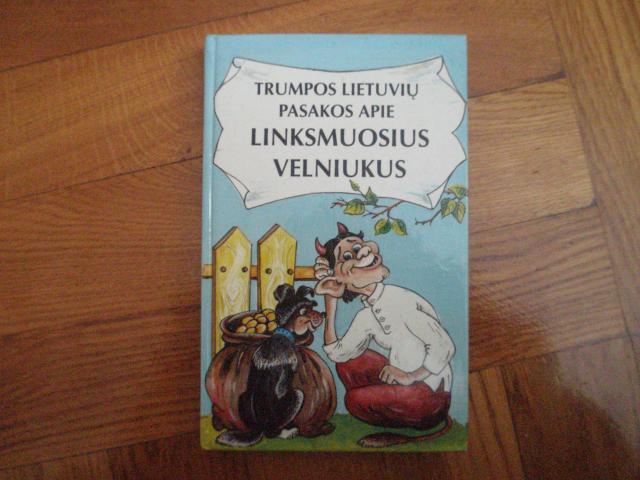 TRUMPOS LIETUVIŲ
PASAKOS APIE
LINKSMUOSIUS
VELNIUKUS